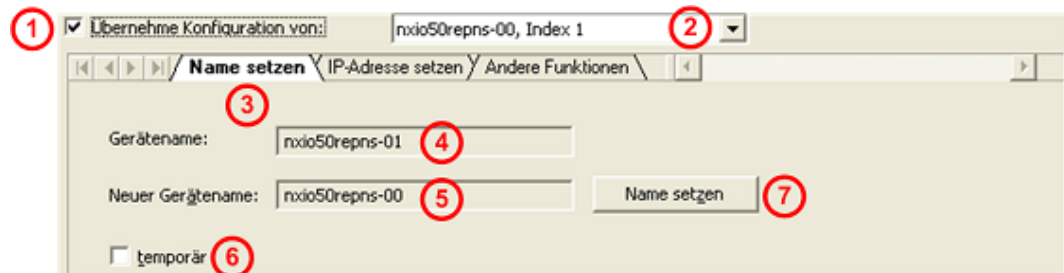 1 Übernehme Konfiguration von: nxio50repns-00, Index 1 2
Name setzen IP-Adresse setzen Andere Funktionen
3
Gerätename: nxio50repns-01 4
Neuer Gerätename: nxio50repns-00 5 Name setzen 7
temporär 6